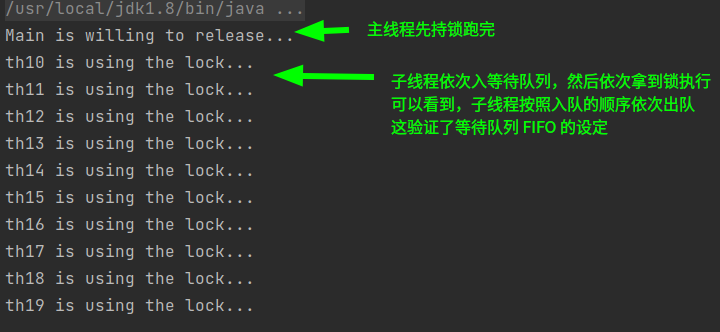 /usr/local/jdk1.8/bin/java ...
Main is willing to release...
主线程先持锁跑完
th10 is using the lock...
子线程依次入等待队列，然后依次拿到锁执行
th11 is using the lock...
可以看到，子线程按照入队的顺序依次出队
th12 is using the lock...
这验证了等待队列 FIFO 的设定
th13 is using the lock...
th14 is using the lock...
th15 is using the lock...
th16 is using the lock...
th17 is using the lock...
th18 is using the lock...
th19 is using the lock...